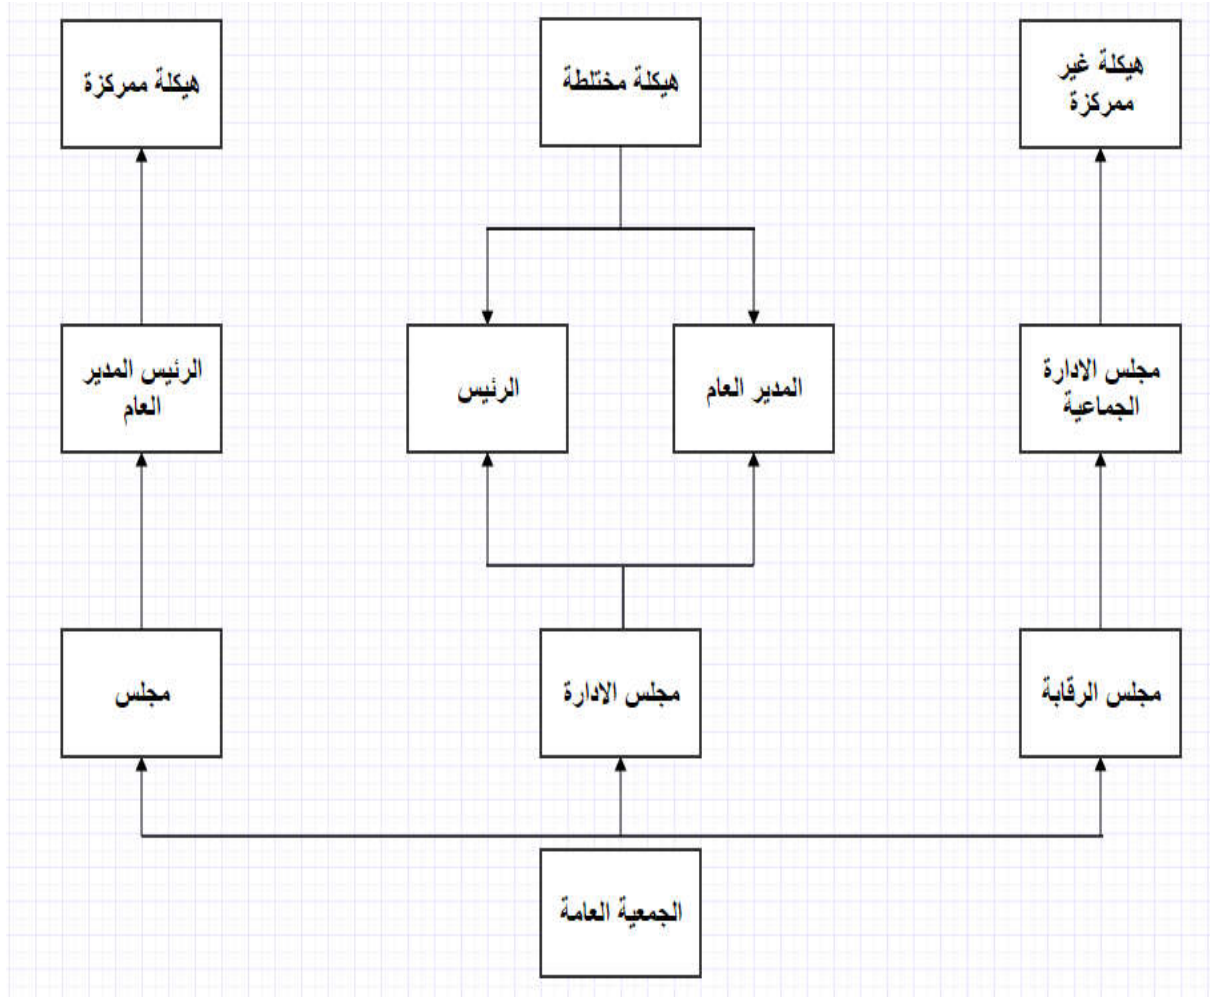 هيكلة غير
ممركزة
هيكلة مختلطة
هيكلة ممركزة
مجلس الادارة
الجماعية
المدير العام
الرئيس
الرئيس المدير
العام
مجلس الرقابة
مجلس الادارة
مجلس
الجمعية العامة